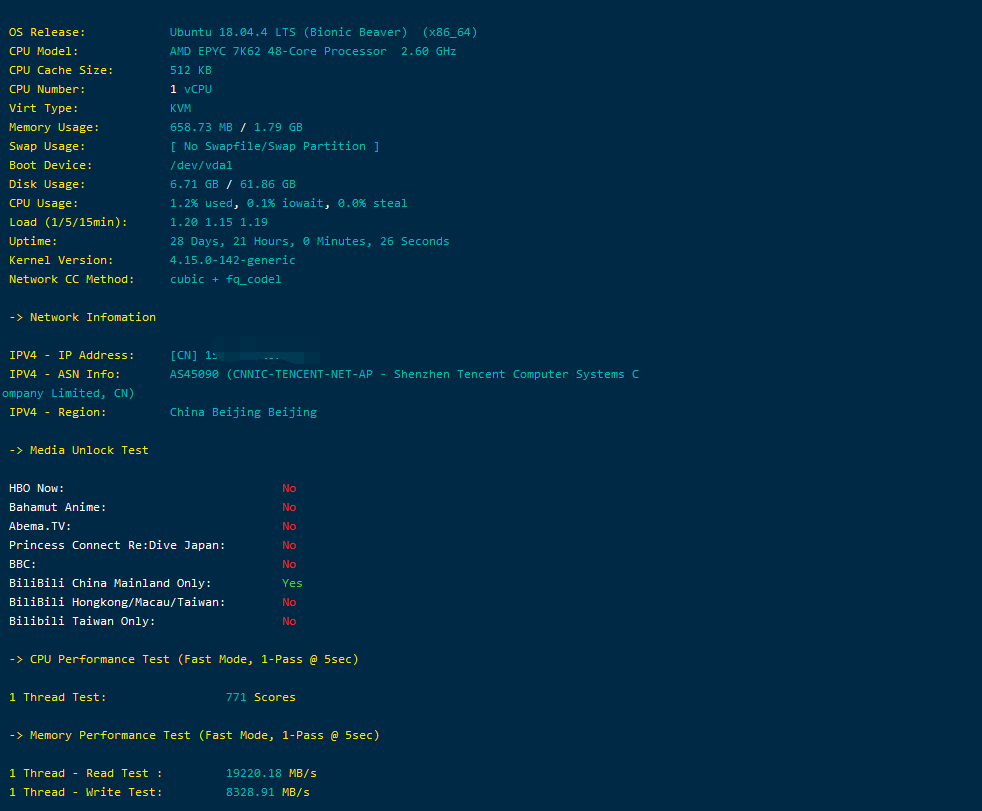 OS Release: Ubuntu 18.04.4 LTS (Bionic Beaver) (x86_64)
CPU Model: AMD EPYC 7K62 48-Core Processor 2.60 GHz
CPU Cache Size: 512 KB
CPU Number: 1 vCPU
Virt Type: KVM
Memory Usage: 658.73 MB / 1.79 GB
Swap Usage: [ No Swapfile/Swap Partition ]
Boot Device: /dev/vda1
Disk Usage: 6.71 GB / 61.86 GB
CPU Usage: 1.2% used, 0.1% iowait, 0.0% steal
Load (1/5/15min): 1.20 1.15 1.19
Uptime: 28 Days, 21 Hours, 0 Minutes, 26 Seconds
Kernel Version: 4.15.0-142-generic
Network CC Method: cubic + fq_codel
-> Network Infomation
IPV4 - IP Address: [CN]
IPV4 - ASN Info: AS45090 (CNNIC-TENCENT-NET-AP - Shenzhen Tencent Computer Systems C
ompany Limited, CN)
IPV4 - Region: China Beijing Beijing
-> Media Unlock Test
HBO Now: No
Bahamut Anime: No
Abema.TV: No
Princess Connect Re:Dive Japan: No
BBC: No
BiliBili China Mainland Only: Yes
BiliBili Hongkong/Macau/Taiwan: No
Bilibili Taiwan Only: No
-> CPU Performance Test (Fast Mode, 1-Pass @ 5sec)
1 Thread Test: 771 Scores
-> Memory Performance Test (Fast Mode, 1-Pass @ 5sec)
1 Thread - Read Test : 19220.18 MB/s
1 Thread - Write Test: 8328.91 MB/s